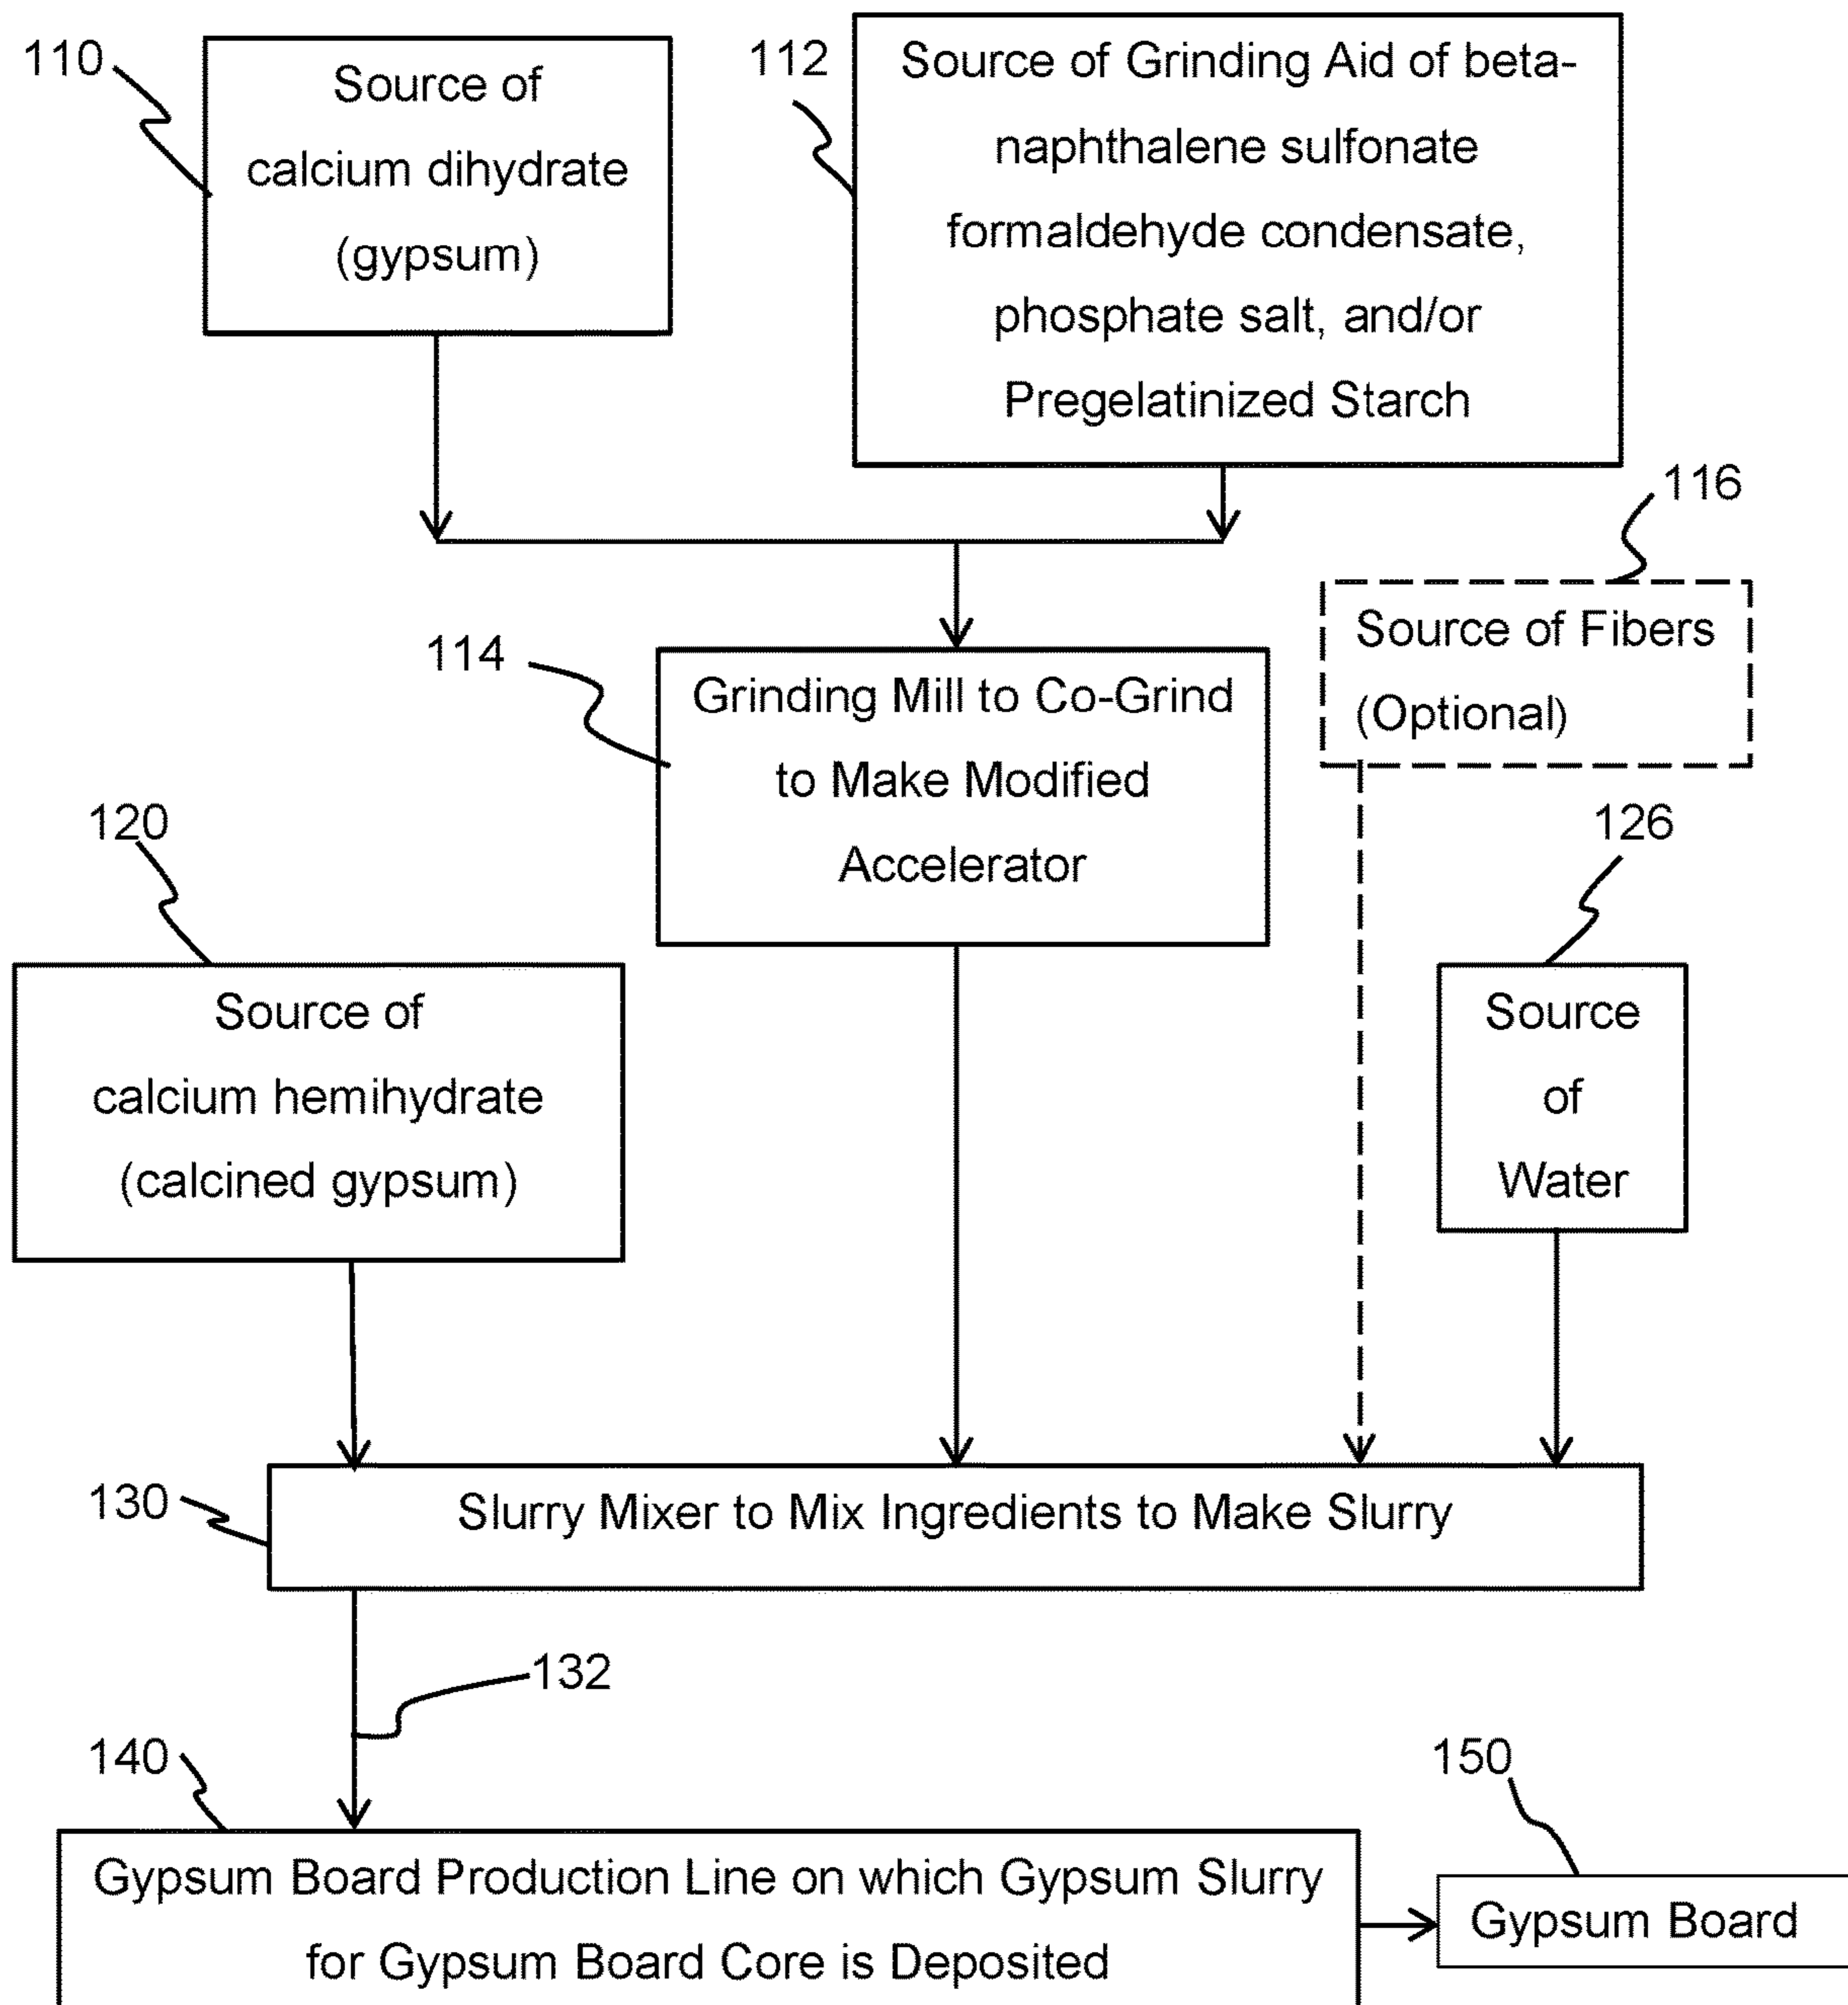 110
Source of
calcium dihydrate
(gypsum)
112
Source of Grinding Aid of beta-
naphthalene sulfonate
formaldehyde condensate,
phosphate salt, and/or
Pregelatinized Starch
116
Source of Fibers
(Optional)
114
Grinding Mill to Co-Grind
to Make Modified
Accelerator
120
Source of
calcium hemihydrate
(calcined gypsum)
126
Source
of
Water
130
Slurry Mixer to Mix Ingredients to Make Slurry
132
140
Gypsum Board Production Line on which Gypsum Slurry
for Gypsum Board Core is Deposited
150
Gypsum Board